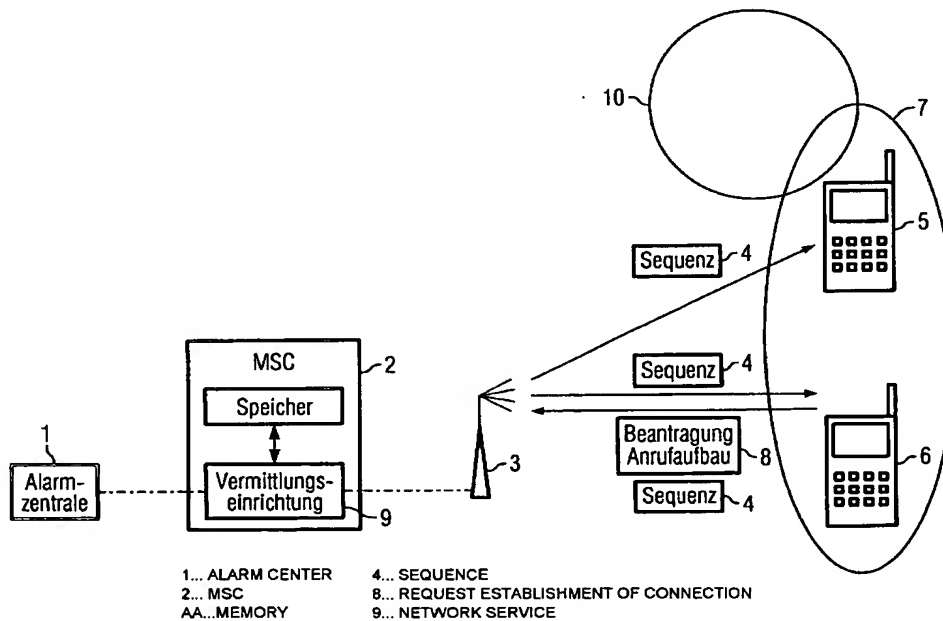 10
7
5
Sequenz
4
MSC
2
Speicher
Sequenz
4
1
Alarm-
zentrale
Vermittlungs-
einrichtung
9
3
Beantragung
Anrufaufbau
8
6
Sequenz
4
1... ALARM CENTER
2... MSC
AA...MEMORY
4... SEQUENCE
8... REQUEST ESTABLISHMENT OF CONNECTION
9... NETWORK SERVICE